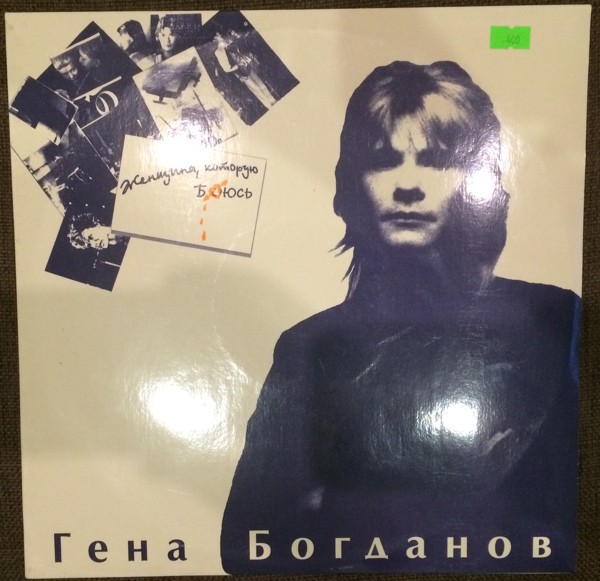 Женщина, которую
Боюсь
Гена Богданов